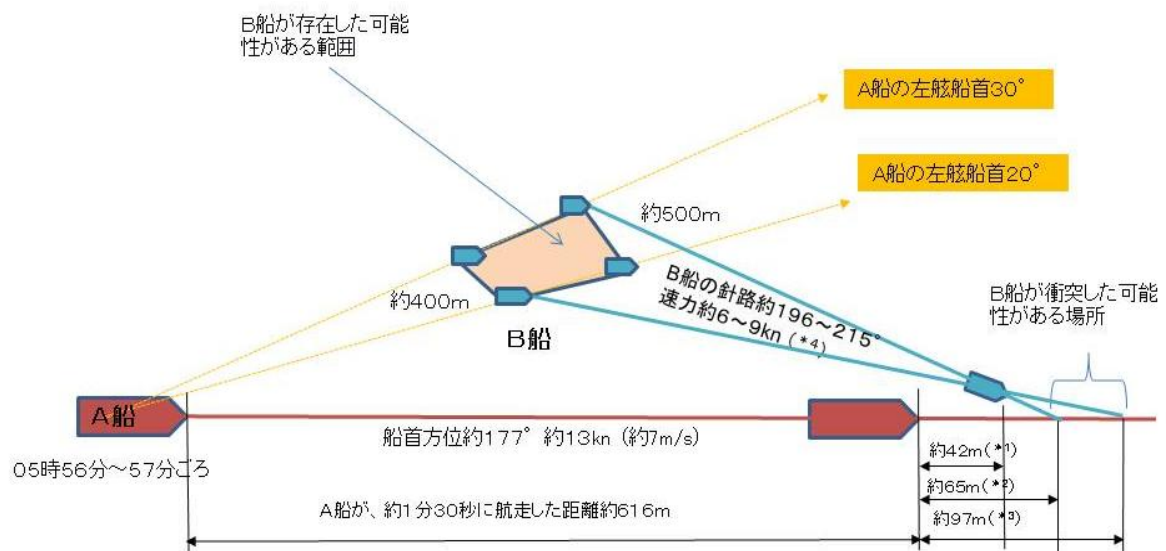 B船が存在した可能
性がある範囲
A船の左舷船首30°
A船の左舷船首20°
約500m
約400m
B船の針路約196～215°
速力約6～9kn (*4)
B船が衝突した可能
性がある場所
B船
A船
船首方位約177° 約13kn (約7m/s)
05時56分～57分ごろ
約42m(*1)
約65m(*2)
A船が、約1分30秒に航走した距離約616m
約97m(*3)